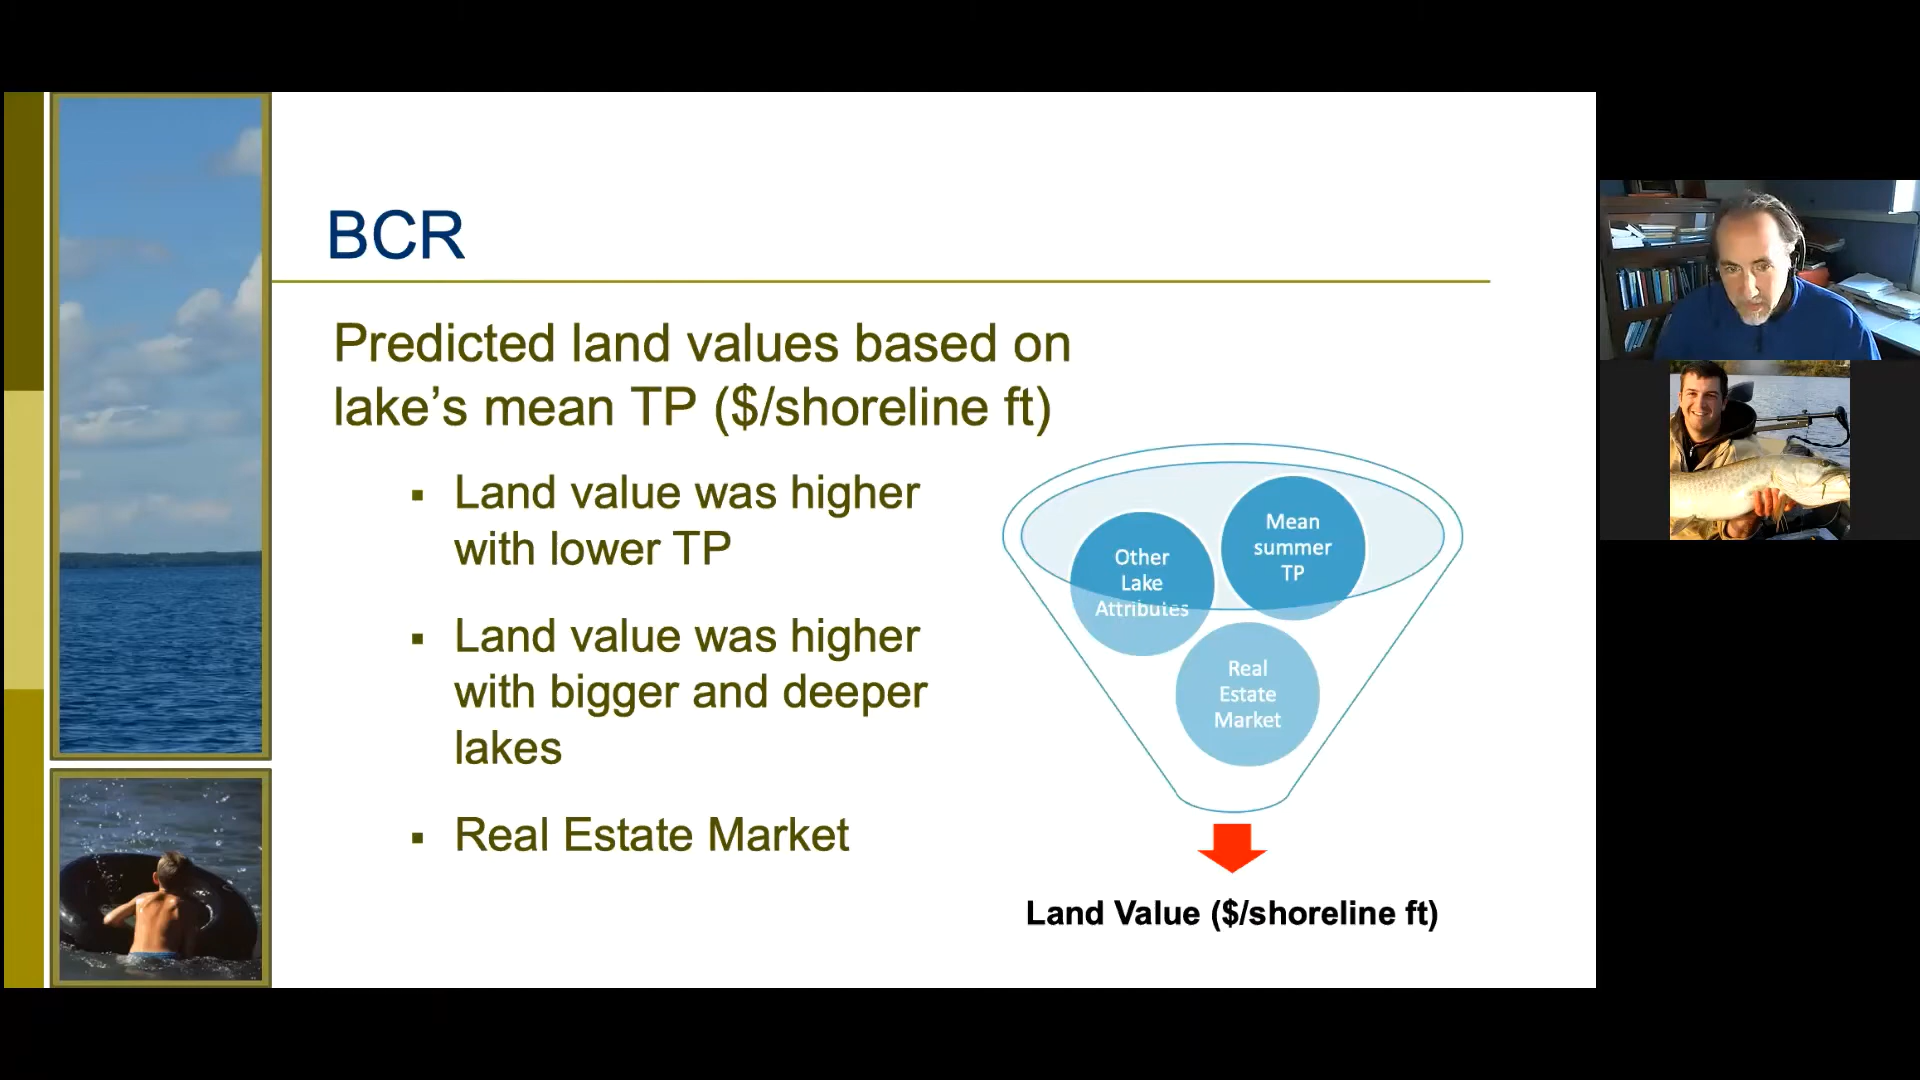 BCR
Predicted land values based on
lake’s mean TP ($/shoreline ft)
▪ Land value was higher
with lower TP
▪ Land value was higher
with bigger and deeper
lakes
▪ Real Estate Market
Other
Lake
Attributes
Mean
summer
TP
Real
Estate
Market
Land Value ($/shoreline ft)